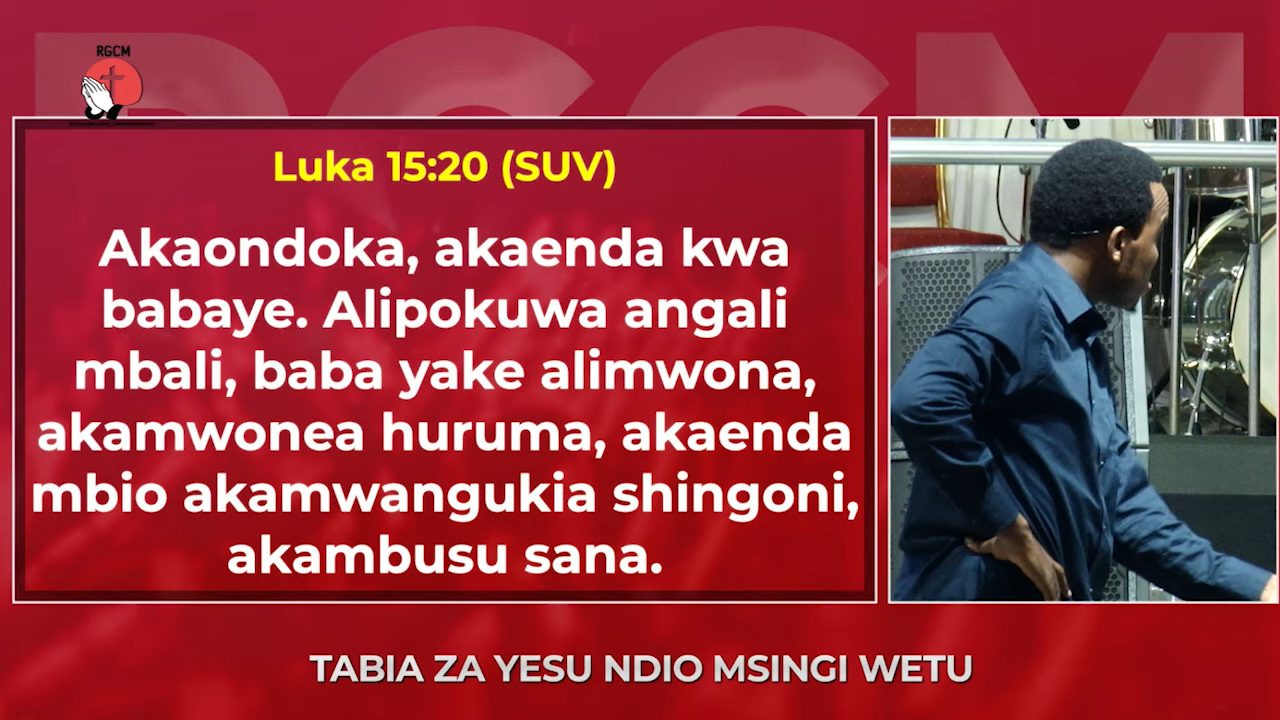 RGCM
RGCM
Luka 15:20 (SUV)
Akaondoka, akaenda kwa
babaye. Alipokuwa angali
mbali, baba yake alimwona,
akamwonea huruma, akaenda
mbio akamwangukia shingoni,
akambusu sana.
TABIA ZA YESU NDIO MSINGI WETU